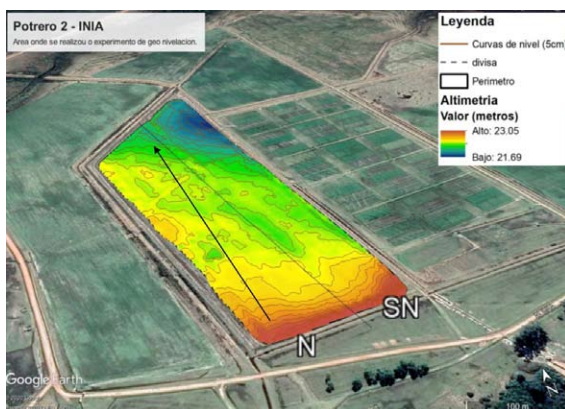 Potrero 2 - INIA
Area onde se realizou o experimento de geo nivelacion.
Leyenda
Curvas de nivel (5cm)
divisa
Perimetro
Altimetria
Valor (metros)
Alto: 23.05
Bajo: 21.69
SN
N
Google Earth
N
100 m